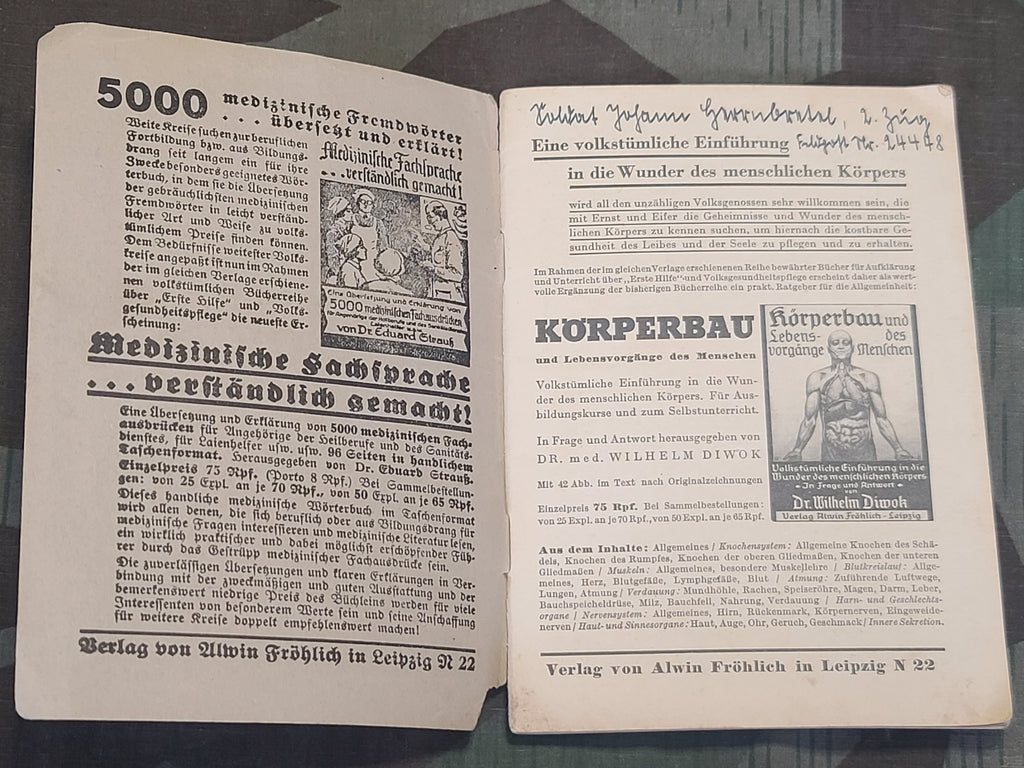 5000 medizinische Fremdwörter
... übersetzt und erklärt!
Weite Kreise suchen zur beruflichen
Fortbildung bzw. aus Bildungs-
drang seit langem ein für ihre
Zwecke besonders geeignetes Wör-
terbuch, in dem sie die Übersetzung
der gebräuchlichsten medizinischen
Fremdwörter in leicht verständ-
licher Art und Weise zu volks-
tümlichem Preise finden können.
Dem Bedürfnisse weitester Volks-
kreise angepaßt ist nun im Rahmen
der im gleichen Verlage erschiene-
nen volkstümlichen Bücherreihe
über „Erste Hilfe“ und „Volks-
gesundheitspflege“ die neueste Er-
scheinung:
Medizinische Fachsprache
...verständlich gemacht!
Eine Übersetzung und Erklärung von
5000 medizinischen Fachausdrücken
von Dr. Eduard Strauß
Medizinische Fachsprache
... verständlich gemacht!
Eine Übersetzung und Erklärung von 5000 medizinischen Fach-
ausdrücken für Angehörige der Heilberufe und des Sanitäts-
dienstes, für Laienhelfer usw. usw. 96 Seiten in handlichem
Taschenformat. Herausgegeben von Dr. Eduard Strauß.
Einzelpreis 75 Rpf. (Porto 8 Rpf.) Bei Sammelbestellun-
gen: von 25 Expl. an je 70 Rpf., von 50 Expl. an je 65 Rpf.
Dieses handliche medizinische Wörterbuch im Taschenformat
wird allen denen, die sich beruflich oder aus Bildungsdrang für
medizinische Fragen interessieren und medizinische Literatur lesen,
ein wirklich praktischer und dabei möglichst erschöpfender Füh-
rer durch das Gestrüpp medizinischer Fachausdrücke sein.
Die zuverlässigen Übersetzungen und klaren Erklärungen in Ver-
bindung mit der zweckmäßigen und guten Ausstattung und der
bemerkenswert niedrige Preis des Büchleins werden für viele
Interessenten von besonderem Werte sein und seine Anschaffung
für weitere Kreise doppelt empfehlenswert machen!
Verlag von Alwin Fröhlich in Leipzig N 22
Soldat Johann Herrnbretel, 2. Zug
Feldpost Nr. 24448
Eine volkstümliche Einführung
in die Wunder des menschlichen Körpers
wird all den unzähligen Volksgenossen sehr willkommen sein, die
mit Ernst und Eifer die Geheimnisse und Wunder des mensch-
lichen Körpers zu kennen suchen, um hiernach die kostbare Ge-
sundheit des Leibes und der Seele zu pflegen und zu erhalten.
Im Rahmen der im gleichen Verlage erschienenen Reihe bewährter Bücher für Aufklärung
und Unterricht über „Erste Hilfe“ und Volksgesundheitspflege erscheint daher als wert-
volle Ergänzung der bisherigen Bücherreihe ein prakt. Ratgeber für die Allgemeinheit:
KÖRPERBAU
und Lebensvorgänge des Menschen
Volkstümliche Einführung in die Wun-
der des menschlichen Körpers. Für Aus-
bildungskurse und zum Selbstunterricht.
In Frage und Antwort herausgegeben von
DR. med. WILHELM DIWOK
Mit 42 Abb. im Text nach Originalzeichnungen
Einzelpreis 75 Rpf. Bei Sammelbestellungen:
von 25 Expl. an je 70 Rpf., von 50 Expl. an je 65 Rpf.
Körperbau und
Lebens- des
vorgänge Menschen
Volkstümliche Einführung in die
Wunder des menschlichen Körpers
- In Frage und Antwort -
von
Dr. Wilhelm Diwok
Verlag Alwin Fröhlich - Leipzig
Aus dem Inhalte: Allgemeines / Knochensystem: Allgemeine Knochen des Schä-
dels, Knochen des Rumpfes, Knochen der oberen Gliedmaßen, Knochen der unteren
Gliedmaßen / Muskeln: Allgemeines, besondere Muskellehre / Blutkreislauf: Allge-
meines, Herz, Blutgefäße, Lymphgefäße, Blut / Atmung: Zuführende Luftwege,
Lungen, Atmung / Verdauung: Mundhöhle, Rachen, Speiseröhre, Magen, Darm, Leber,
Bauchspeicheldrüse, Milz, Bauchfell, Nahrung, Verdauung / Harn- und Geschlechts-
organe / Nervensystem: Allgemeines, Hirn, Rückenmark, Körpernerven, Eingeweide-
nerven / Haut- und Sinnesorgane: Haut, Auge, Ohr, Geruch, Geschmack / Innere Sekretion.
Verlag von Alwin Fröhlich in Leipzig N 22